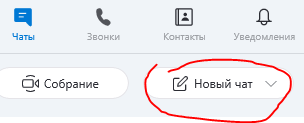 Чаты Звонки Контакты Уведомления
Собрание Новый чат